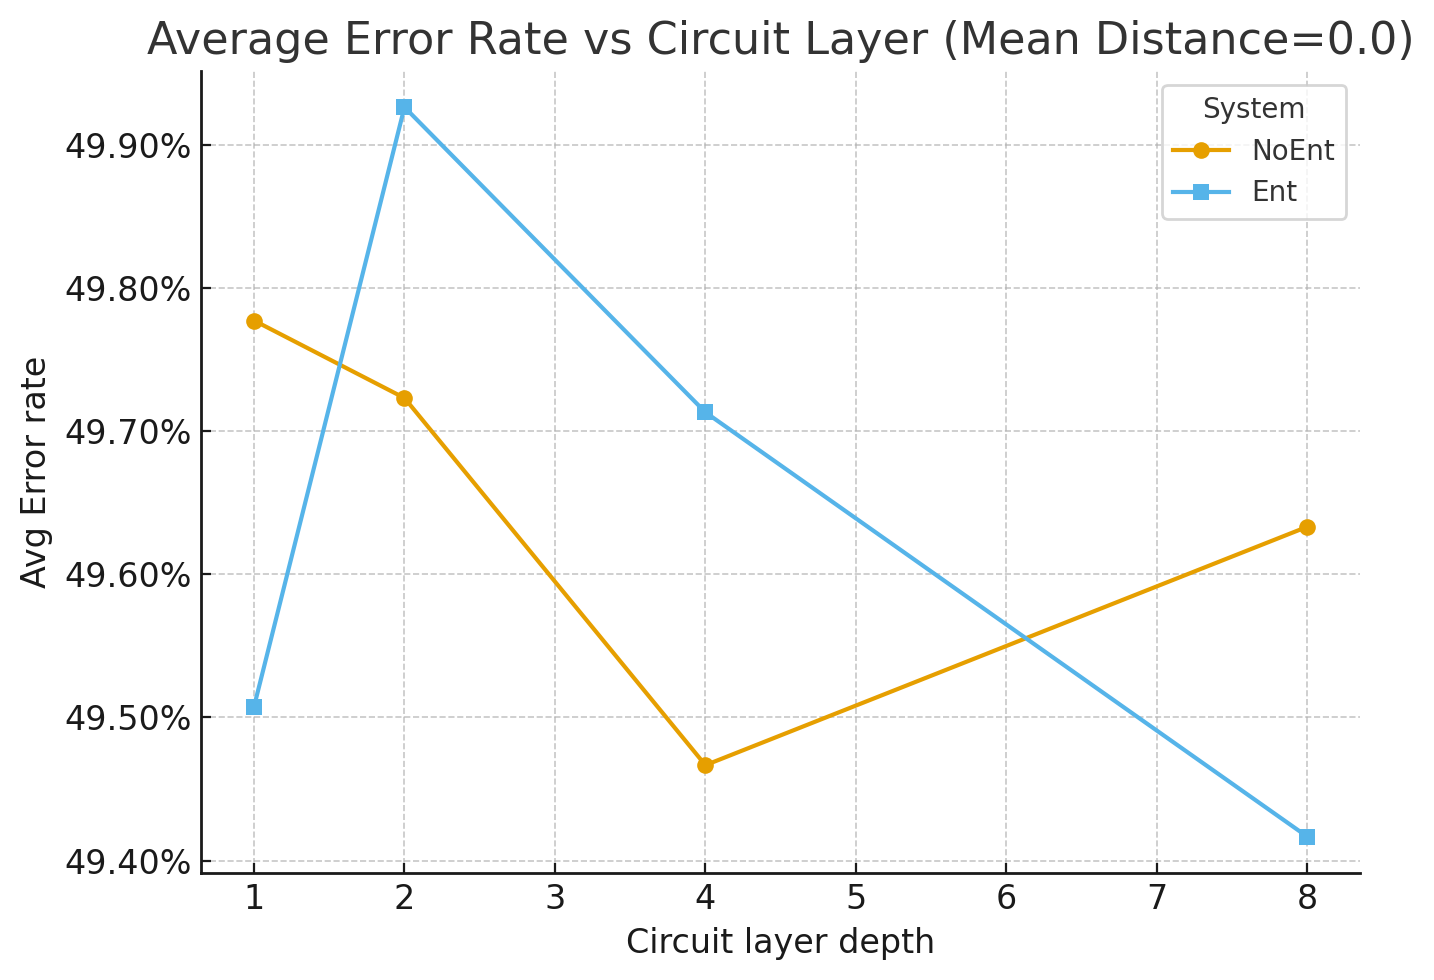 Average Error Rate vs Circuit Layer (Mean Distance=0.0)
System
NoEnt
Ent
Avg Error rate
49.90%
49.80%
49.70%
49.60%
49.50%
49.40%
1 2 3 4 5 6 7 8
Circuit layer depth